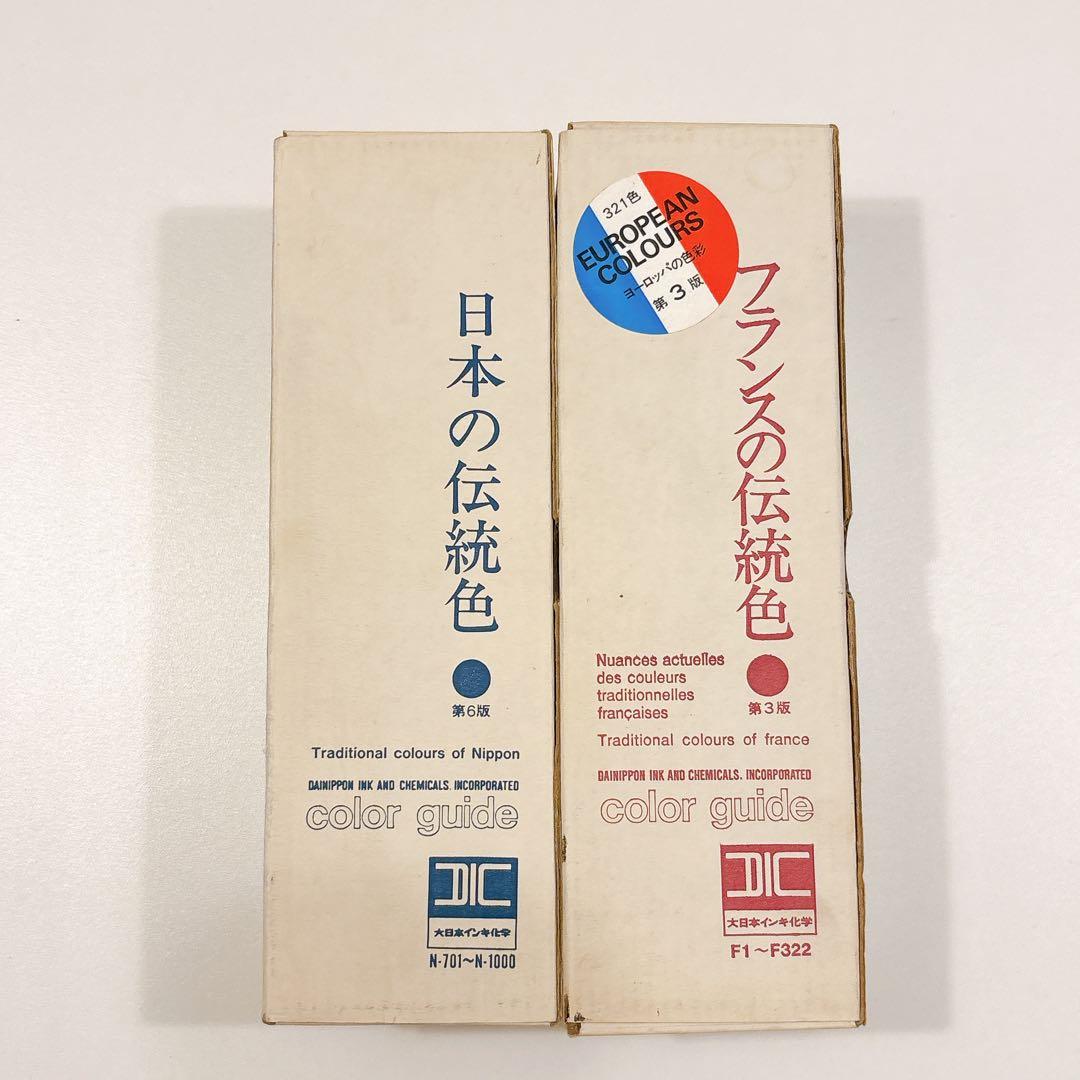 日本の伝統色
第6版
Traditional colours of Nippon
DAINIPPON INK AND CHEMICALS. INCORPORATED
color guide
DIC
大日本インキ化学
N-701〜N-1000
321色
EUROPEAN
COLOURS
ヨーロッパの色彩
第3版
フランスの伝統色
Nuances actuelles
des couleurs
traditionnelles
françaises
第3版
Traditional colours of france
DAINIPPON INK AND CHEMICALS. INCORPORATED
color guide
DIC
大日本インキ化学
F1〜F322